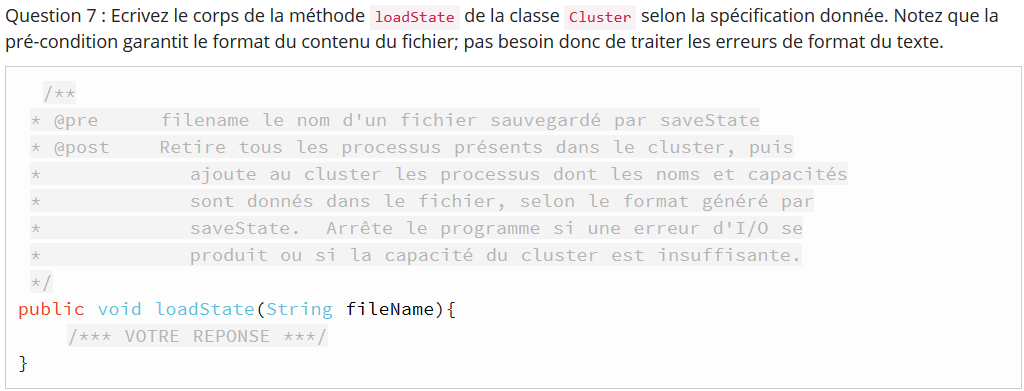 Question 7 : Ecrivez le corps de la méthode loadState de la classe Cluster selon la spécification donnée. Notez que la
pré-condition garantit le format du contenu du fichier; pas besoin donc de traiter les erreurs de format du texte.
/**
* @pre filename le nom d'un fichier sauvegardé par saveState
* @post Retire tous les processus présents dans le cluster, puis
* ajoute au cluster les processus dont les noms et capacités
* sont donnés dans le fichier, selon le format généré par
* saveState. Arrête le programme si une erreur d'I/O se
* produit ou si la capacité du cluster est insuffisante.
*/
public void loadState(String fileName){
/*** VOTRE REPONSE ***/
}